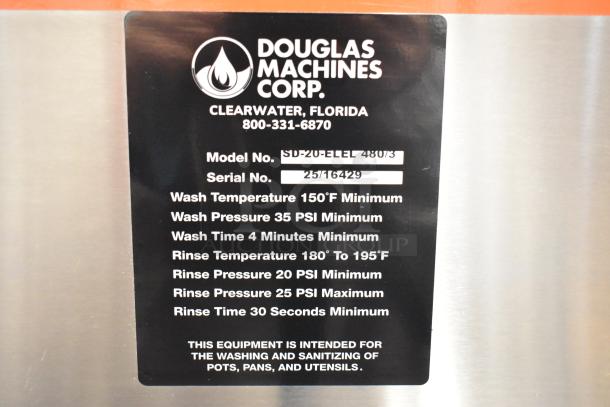 DOUGLAS
MACHINES
CORP.
CLEARWATER, FLORIDA
800-331-6870
Model No. SD-20-ELEL 480/3
Serial No. 25/16429
Wash Temperature 150°F Minimum
Wash Pressure 35 PSI Minimum
Wash Time 4 Minutes Minimum
Rinse Temperature 180° To 195°F
Rinse Pressure 20 PSI Minimum
Rinse Pressure 25 PSI Maximum
Rinse Time 30 Seconds Minimum
THIS EQUIPMENT IS INTENDED FOR
THE WASHING AND SANITIZING OF
POTS, PANS, AND UTENSILS.